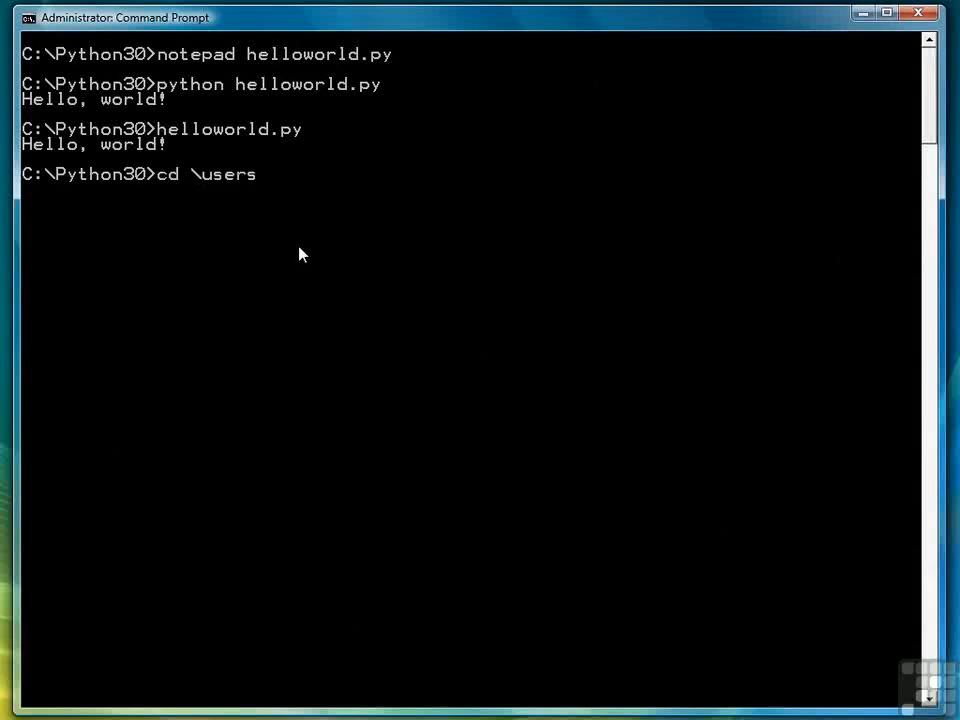 Administrator: Command Prompt
C:\Python30>notepad helloworld.py
C:\Python30>python helloworld.py
Hello, world!
C:\Python30>helloworld.py
Hello, world!
C:\Python30>cd \users